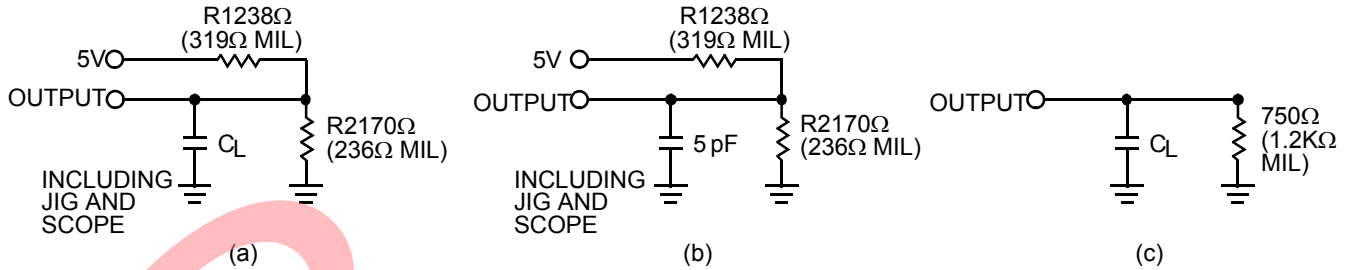 R1238Ω
(319Ω MIL)
5V
OUTPUT
CL
R2170Ω
(236Ω MIL)
INCLUDING
JIG AND
SCOPE
(a)
R1238Ω
(319Ω MIL)
5V
OUTPUT
5 pF
R2170Ω
(236Ω MIL)
INCLUDING
JIG AND
SCOPE
(b)
OUTPUT
CL
750Ω
(1.2KΩ
MIL)
(c)